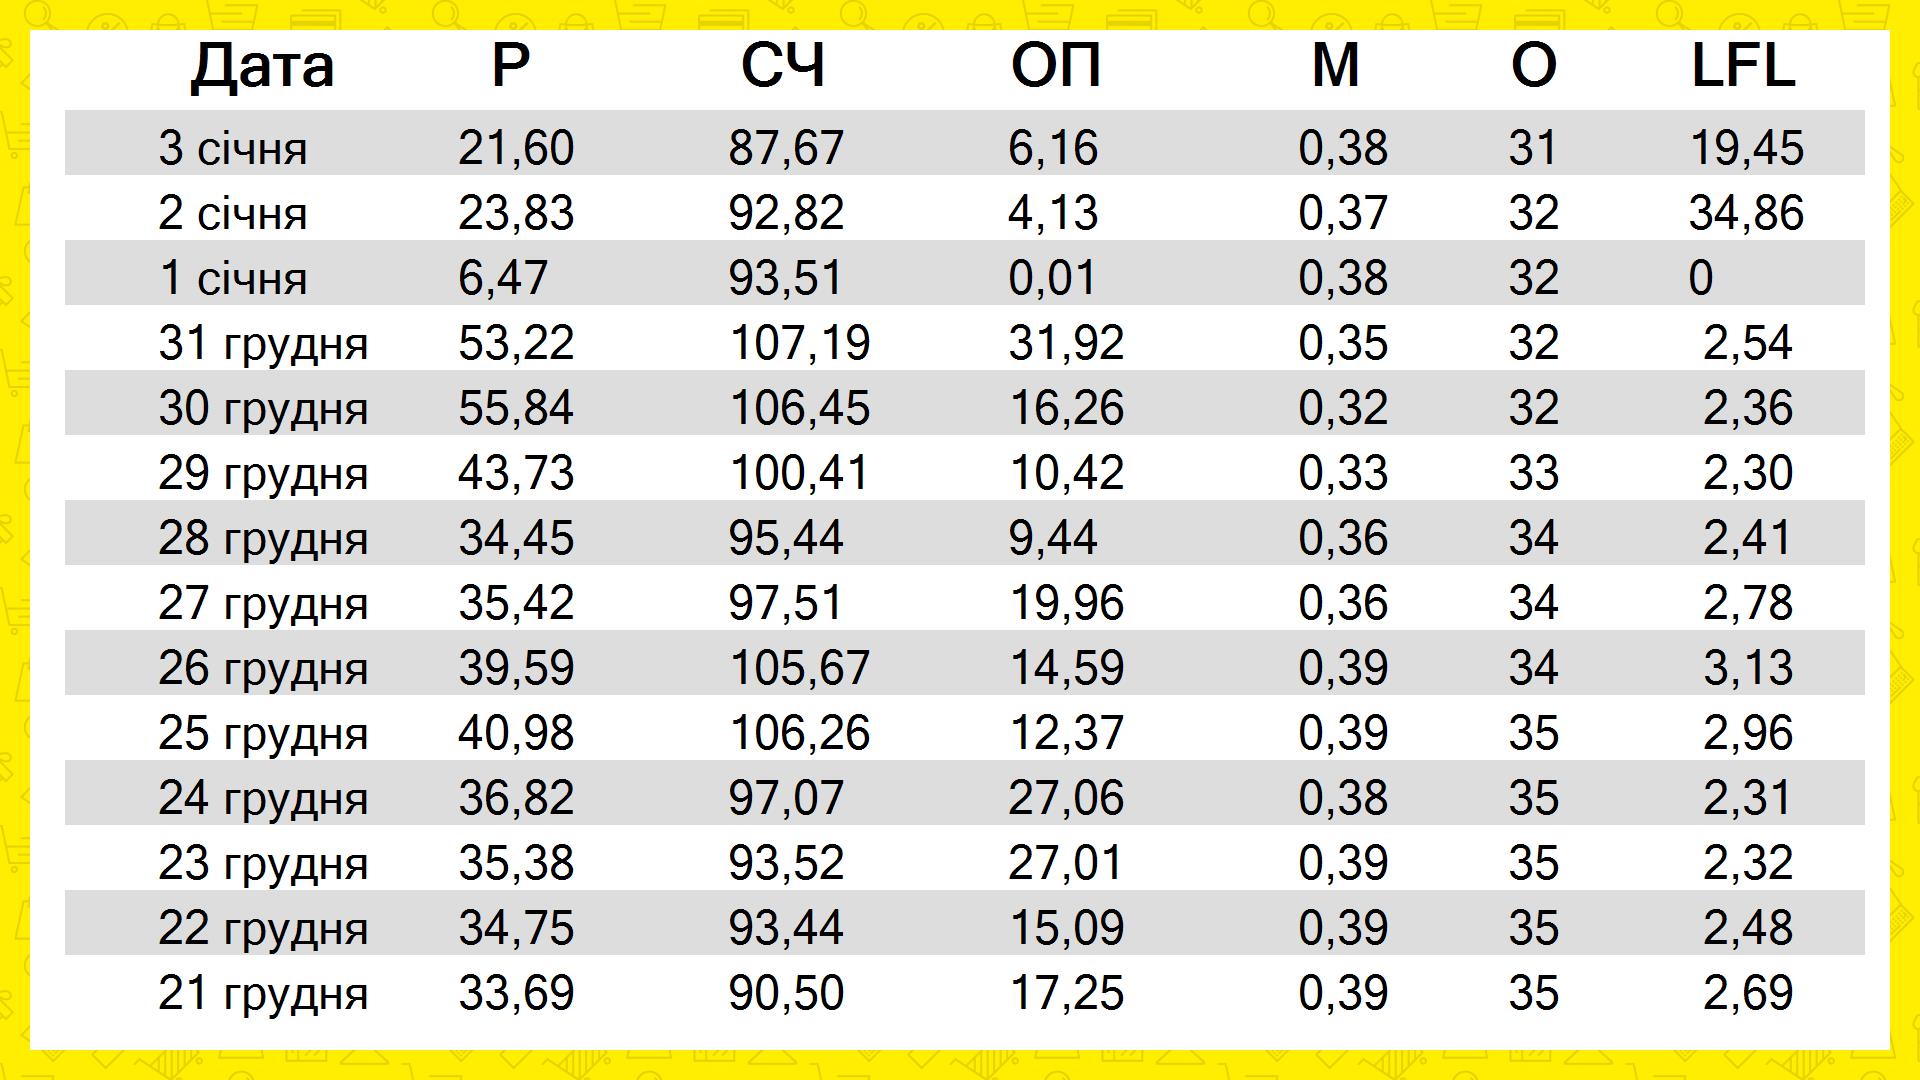 Дата Р СЧ ОП М О LFL
3 січня 21,60 87,67 6,16 0,38 31 19,45
2 січня 23,83 92,82 4,13 0,37 32 34,86
1 січня 6,47 93,51 0,01 0,38 32 0
31 грудня 53,22 107,19 31,92 0,35 32 2,54
30 грудня 55,84 106,45 16,26 0,32 32 2,36
29 грудня 43,73 100,41 10,42 0,33 33 2,30
28 грудня 34,45 95,44 9,44 0,36 34 2,41
27 грудня 35,42 97,51 19,96 0,36 34 2,78
26 грудня 39,59 105,67 14,59 0,39 34 3,13
25 грудня 40,98 106,26 12,37 0,39 35 2,96
24 грудня 36,82 97,07 27,06 0,38 35 2,31
23 грудня 35,38 93,52 27,01 0,39 35 2,32
22 грудня 34,75 93,44 15,09 0,39 35 2,48
21 грудня 33,69 90,50 17,25 0,39 35 2,69